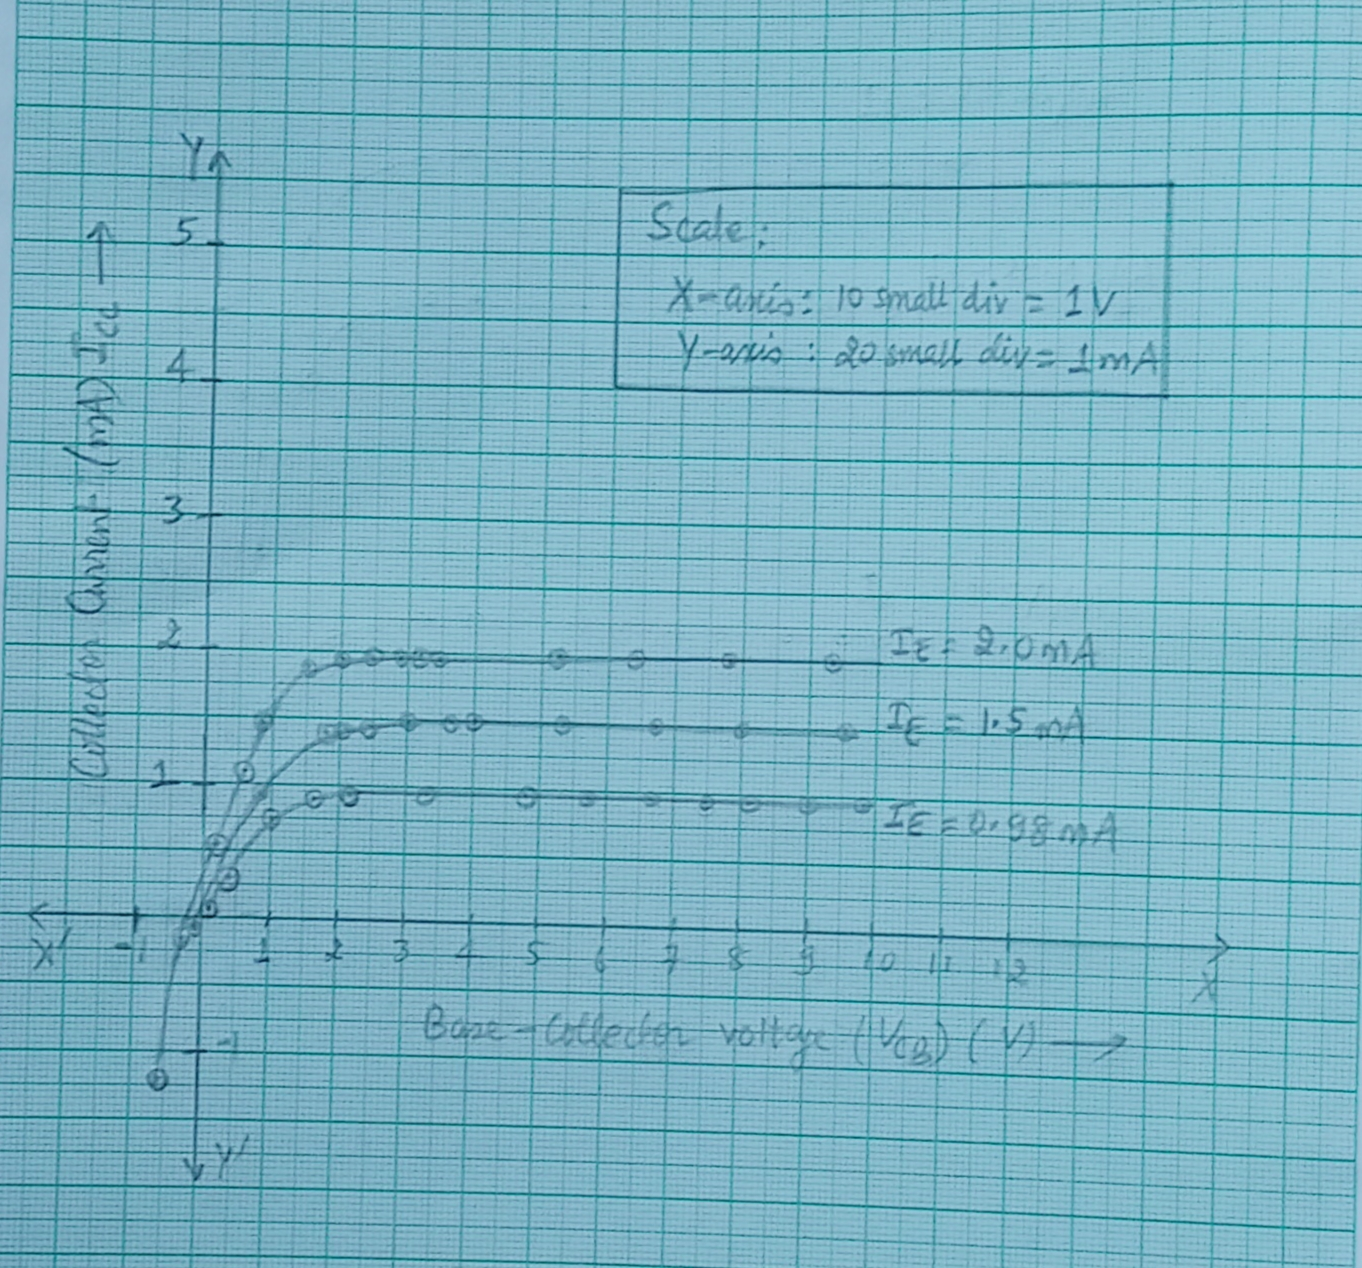 Y
5
4
3
2
1
Collector Current (mA) Icc →
Scale:
X-axis: 10 small div = 1V
Y-axis : 20 small div = 1mA
IE = 2.0mA
IE = 1.5 mA
IE = 0.98mA
X' -1 1 2 3 4 5 6 7 8 9 10 11 12 X
-1
Base-Collector voltage (VCB) (V) →
Y'